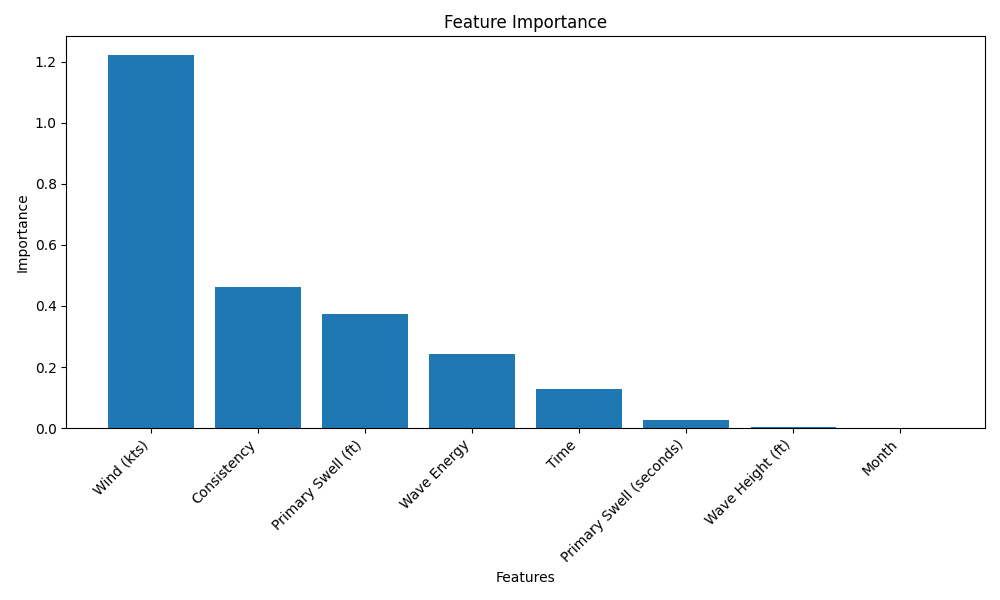 Feature Importance
Importance
1.2
1.0
0.8
0.6
0.4
0.2
0.0
Wind (kts)
Consistency
Primary Swell (ft)
Wave Energy
Time
Primary Swell (seconds)
Wave Height (ft)
Month
Features